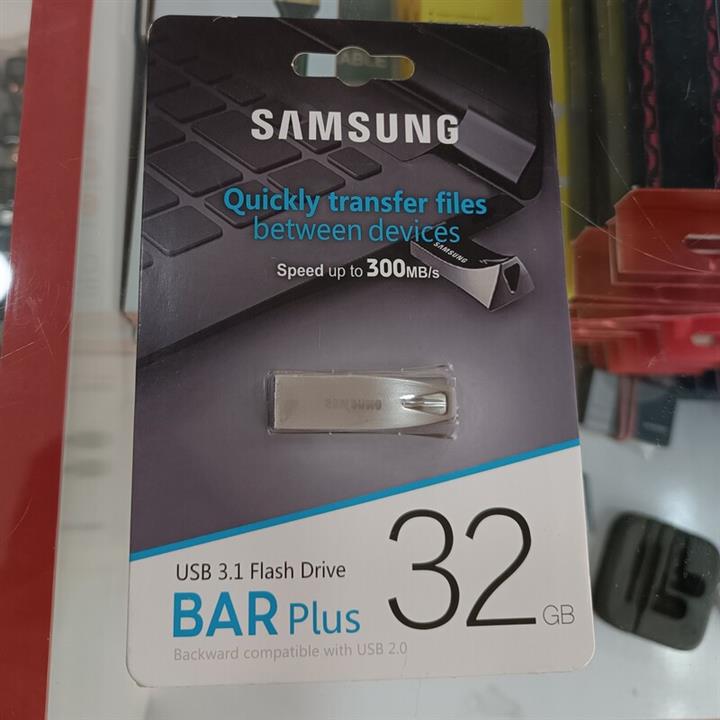 SAMSUNG
Quickly transfer files
between devices
Speed up to 300MB/s
SAMSUNG
SAMSUNG
USB 3.1 Flash Drive
BAR Plus
32 GB
Backward compatible with USB 2.0